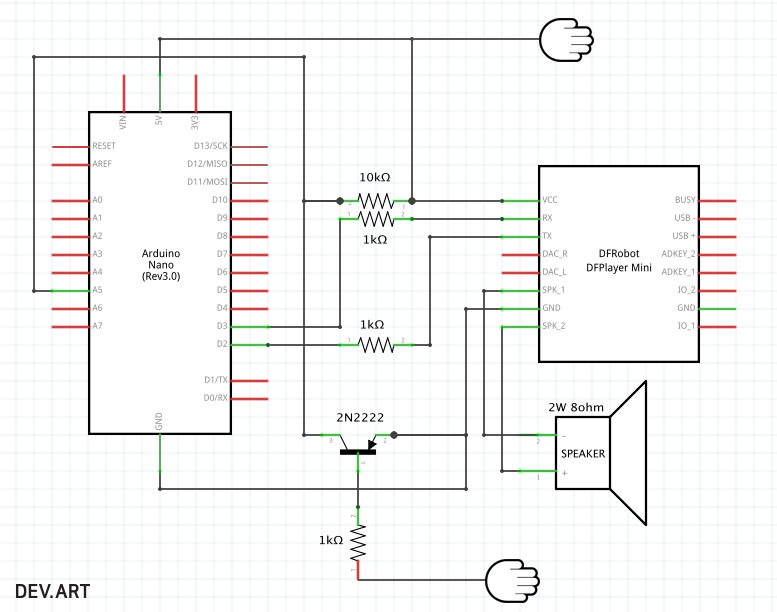 VIN
5V
3V3
RESET
AREF
A0
A1
A2
A3
A4
A5
A6
A7
Arduino
Nano
(Rev3.0)
D13/SCK
D12/MISO
D11/MOSI
D10
D9
D8
D7
D6
D5
D4
D3
D2
D1/TX
D0/RX
GND
10kΩ
1 2
1kΩ
1kΩ
1 2
VCC
RX
TX
DAC_R
DAC_L
SPK_1
GND
SPK_2
DFRobot
DFPlayer Mini
BUSY
USB -
USB +
ADKEY_2
ADKEY_1
IO_2
GND
IO_1
2N2222
3 2
1
2W 8ohm
2 −
SPEAKER
1 +
2
1kΩ
1
DEV.ART